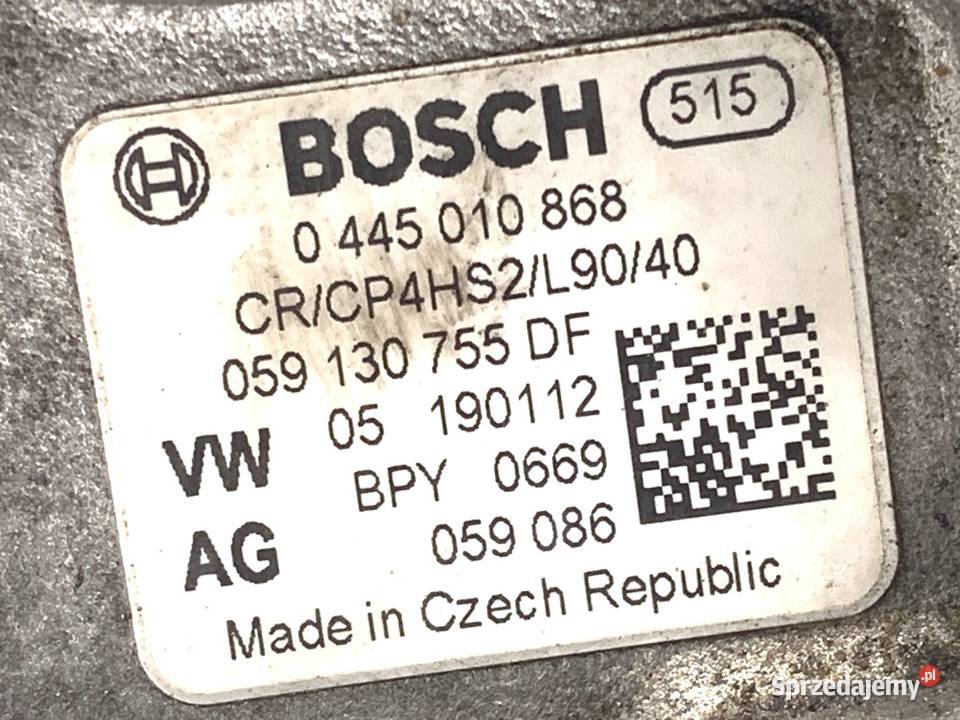 BOSCH 515
0 445 010 868
CR/CP4HS2/L90/40
059 130 755 DF
VW 05 190112
BPY 0669
AG 059 086
Made in Czech Republic
Sprzedajemy.pl